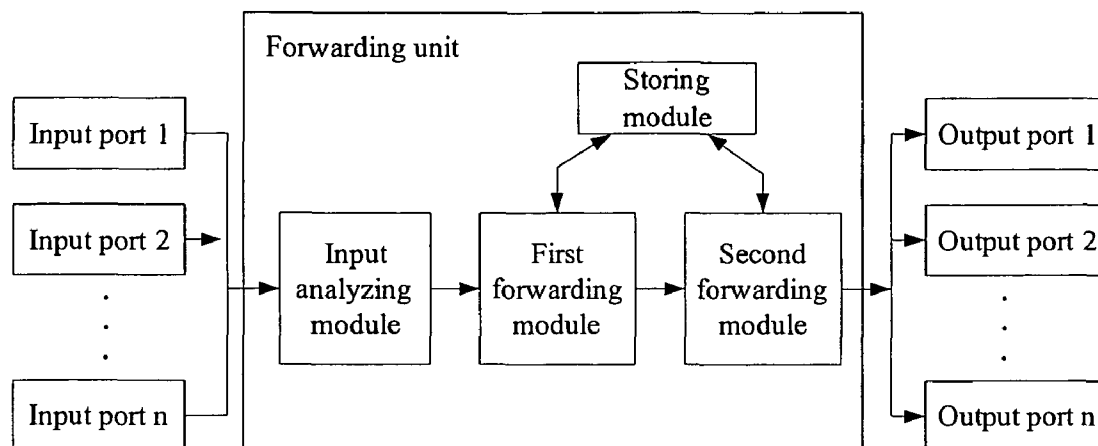 Forwarding unit
Storing
module
Input port 1
Input port 2
Input port n
Input
analyzing
module
First
forwarding
module
Second
forwarding
module
Output port 1
Output port 2
Output port n